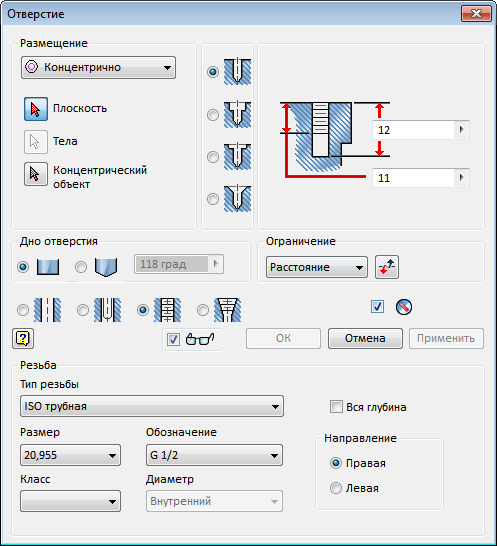 Отверстие
Размещение
Концентрично
Плоскость
Тела
Концентрический
объект
12
11
Дно отверстия
118 град
Ограничение
Расстояние
?
ОК
Отмена
Применить
Резьба
Тип резьбы
ISO трубная
Вся глубина
Размер
Обозначение
20,955
G 1/2
Класс
Диаметр
Внутренний
Направление
Правая
Левая